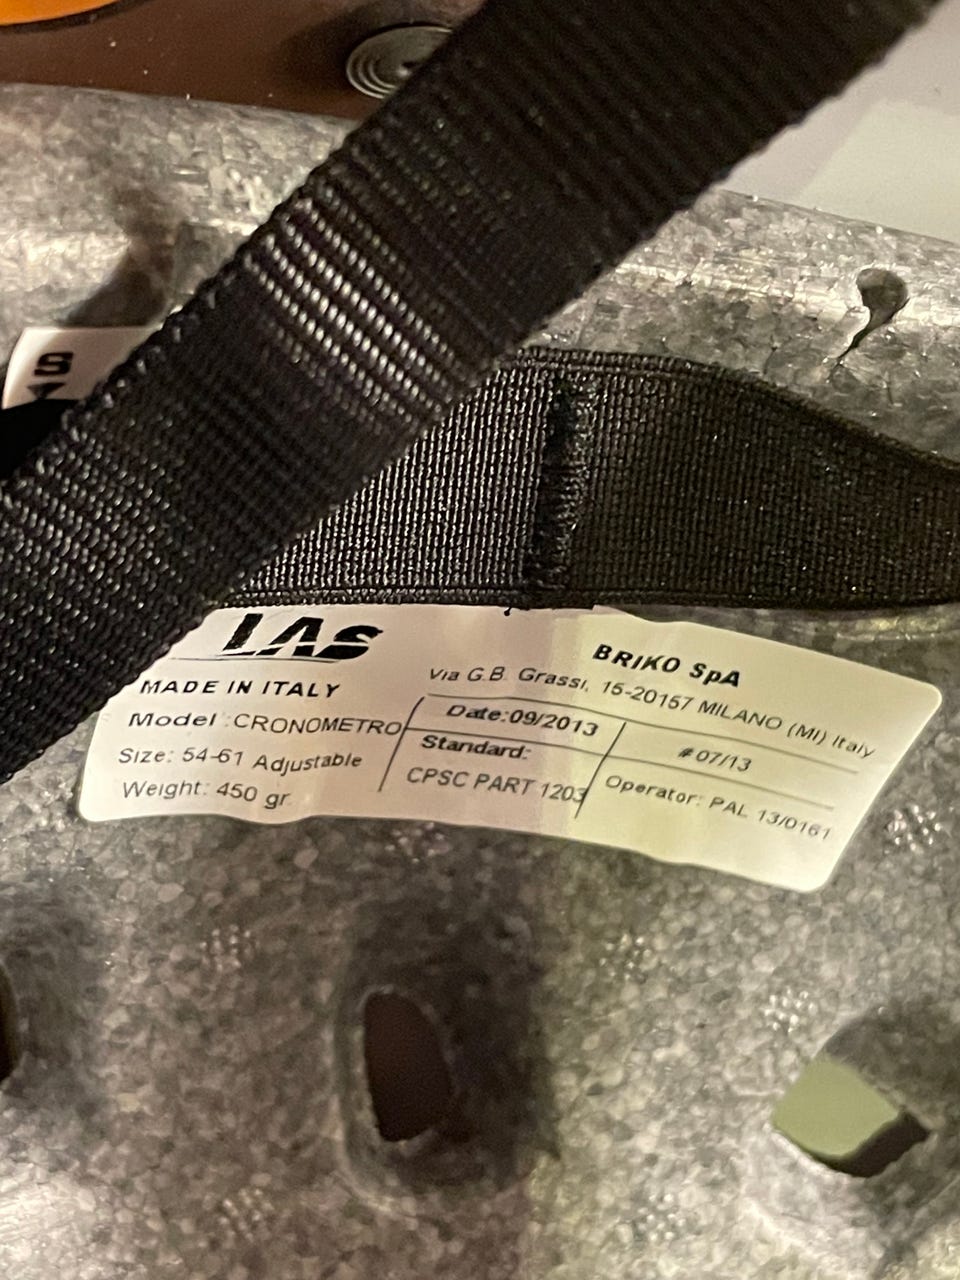 S
LAS
MADE IN ITALY
Model :CRONOMETRO
Size: 54-61 Adjustable
Weight: 450 gr.
BRIKO SpA
Via G.B. Grassi, 15-20157 MILANO (MI) Italy
Date:09/2013
# 07/13
Standard:
CPSC PART 1203
Operator: PAL 13/0161